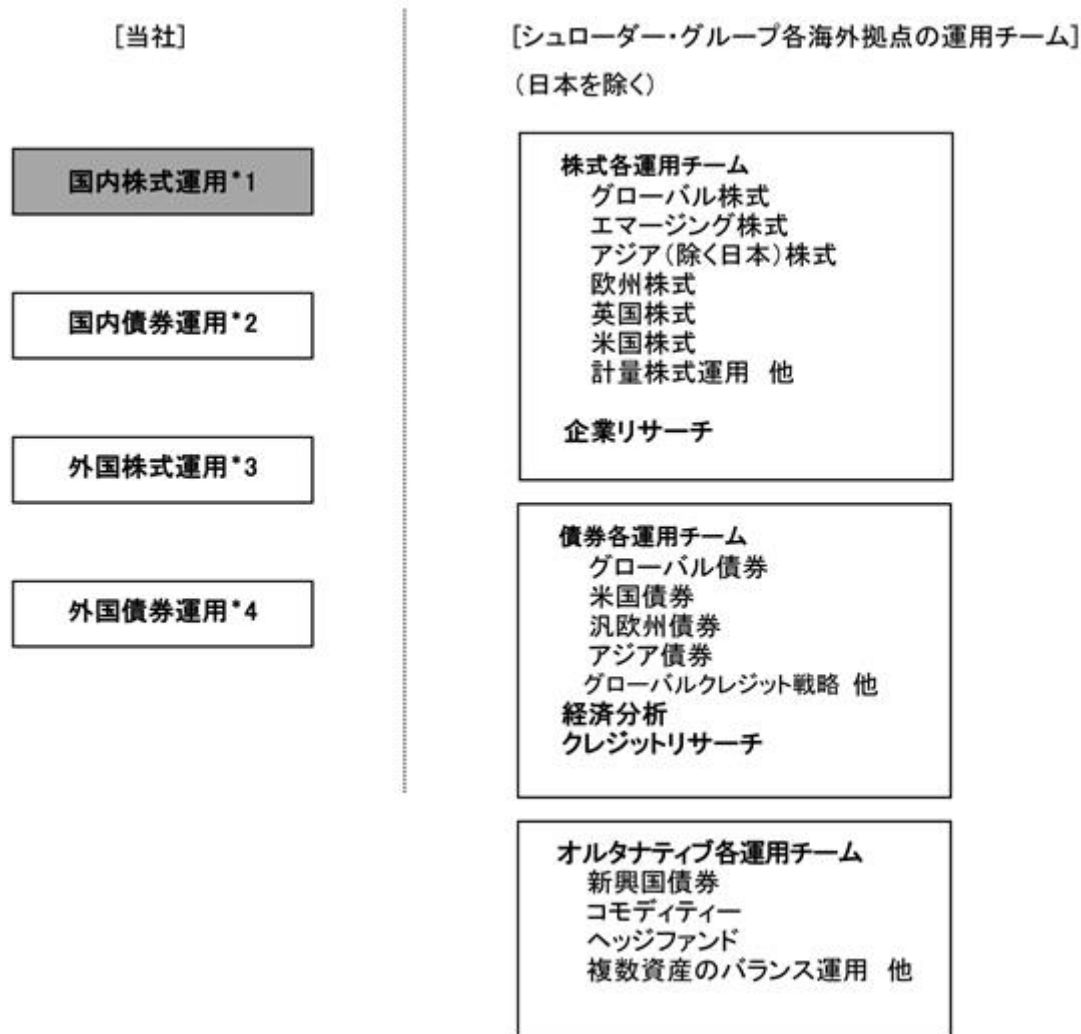 [当社]
国内株式運用*1
国内債券運用*2
外国株式運用*3
外国債券運用*4
[シュローダー・グループ各海外拠点の運用チーム]
(日本を除く)
株式各運用チーム
グローバル株式
エマージング株式
アジア(除く日本)株式
欧州株式
英国株式
米国株式
計量株式運用 他
企業リサーチ
債券各運用チーム
グローバル債券
米国債券
汎欧州債券
アジア債券
グローバルクレジット戦略 他
経済分析
クレジットリサーチ
オルタナティブ各運用チーム
新興国債券
コモディティー
ヘッジファンド
複数資産のバランス運用 他